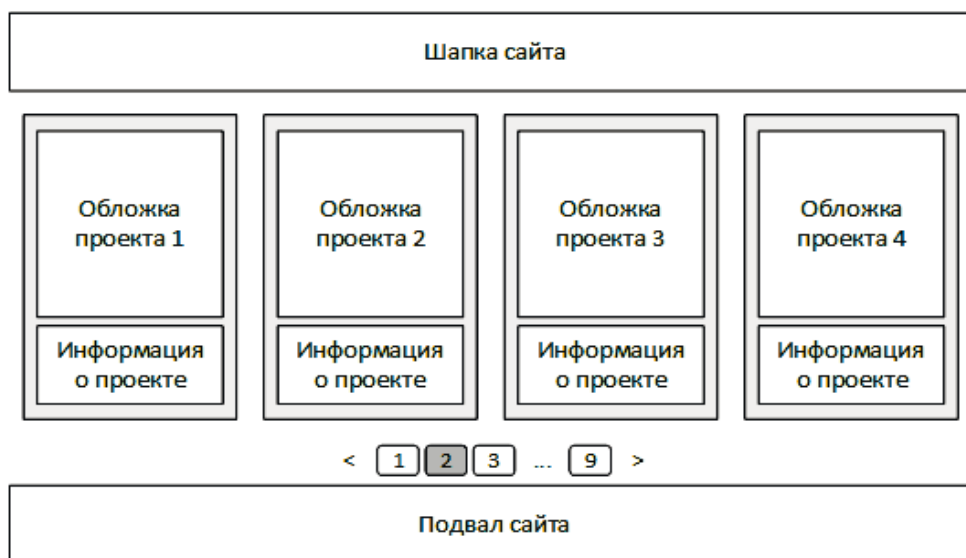 Шапка сайта
Обложка
проекта 1
Обложка
проекта 2
Обложка
проекта 3
Обложка
проекта 4
Информация
о проекте
Информация
о проекте
Информация
о проекте
Информация
о проекте
< 1 2 3 ... 9 >
Подвал сайта